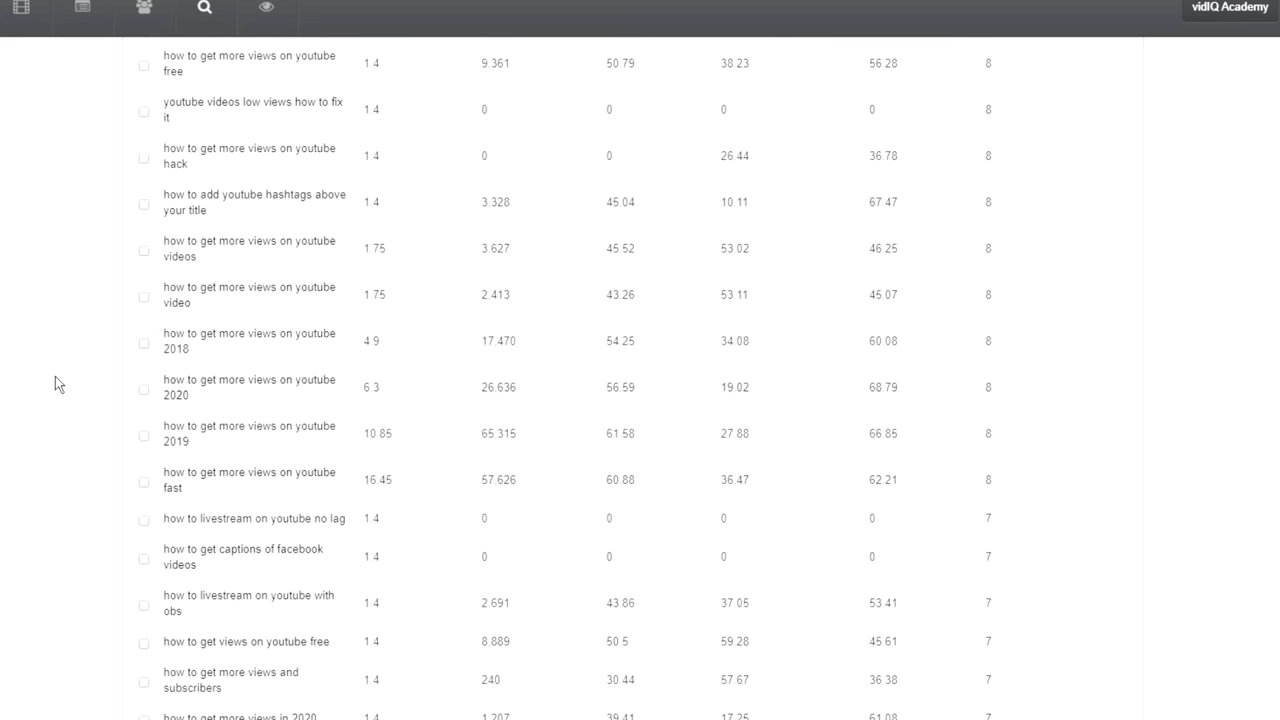 vidIQ Academy
how to get more views on youtube 1.4 9.361 50.79 38.23 56.28 8
free
youtube videos low views how to fix 1.4 0 0 0 0 8
it
how to get more views on youtube 1.4 0 0 26.44 36.78 8
hack
how to add youtube hashtags above 1.4 3.328 45.04 10.11 67.47 8
your title
how to get more views on youtube 1.75 3.627 45.52 53.02 46.25 8
videos
how to get more views on youtube 1.75 2.413 43.26 53.11 45.07 8
video
how to get more views on youtube 4.9 17.470 54.25 34.08 60.08 8
2018
how to get more views on youtube 6.3 26.636 56.59 19.02 68.79 8
2020
how to get more views on youtube 10.85 65.315 61.58 27.88 66.85 8
2019
how to get more views on youtube 16.45 57.626 60.88 36.47 62.21 8
fast
how to livestream on youtube no lag 1.4 0 0 0 0 7
how to get captions of facebook 1.4 0 0 0 0 7
videos
how to livestream on youtube with 1.4 2.691 43.86 37.05 53.41 7
obs
how to get views on youtube free 1.4 8.889 50.5 59.28 45.61 7
how to get more views and 1.4 240 30.44 57.67 36.38 7
subscribers
how to get more views in 2020 1.4 1.207 39.41 17.25 61.08 7